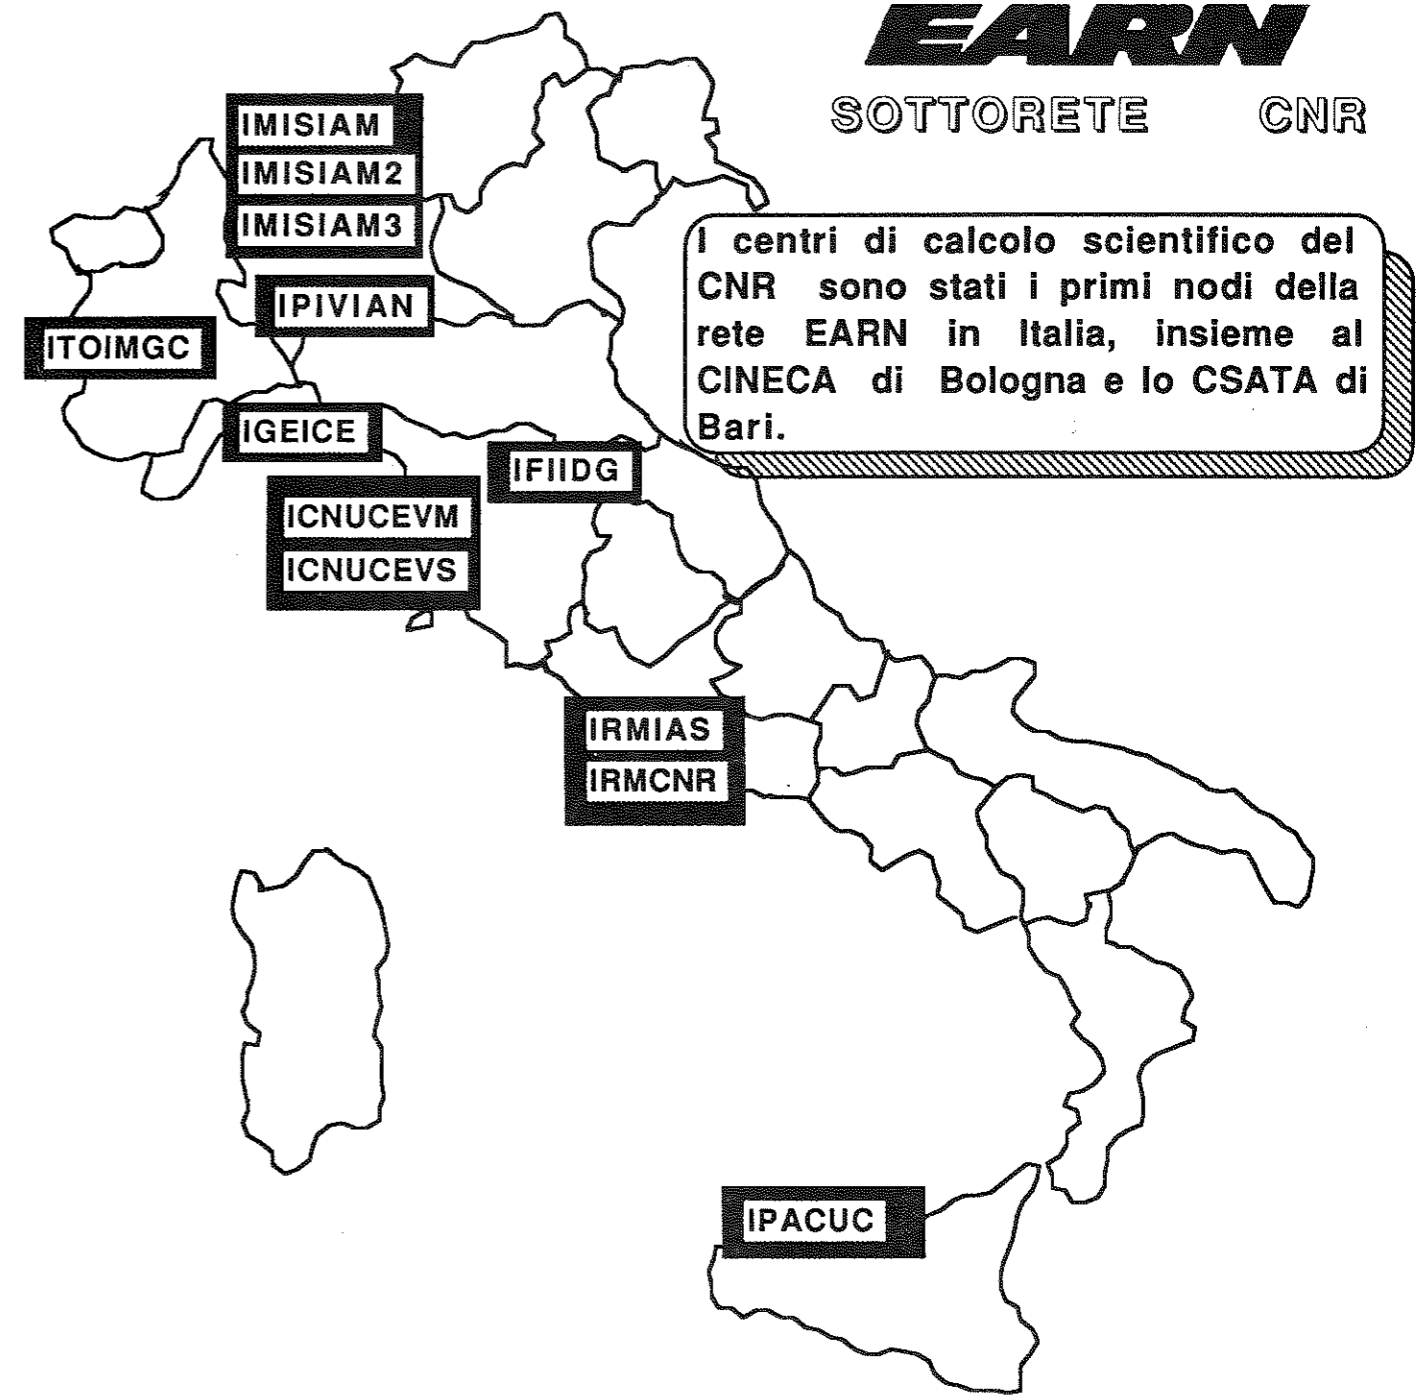 EARN
SOTTORETE CNR
IMISIAM
IMISIAM2
IMISIAM3
I centri di calcolo scientifico del
CNR sono stati i primi nodi della
rete EARN in Italia, insieme al
CINECA di Bologna e lo CSATA di
Bari.
IPIVIAN
ITOIMGC
IGEICE
IFIIDG
ICNUCEVM
ICNUCEVS
IRMIAS
IRMCNR
IPACUC